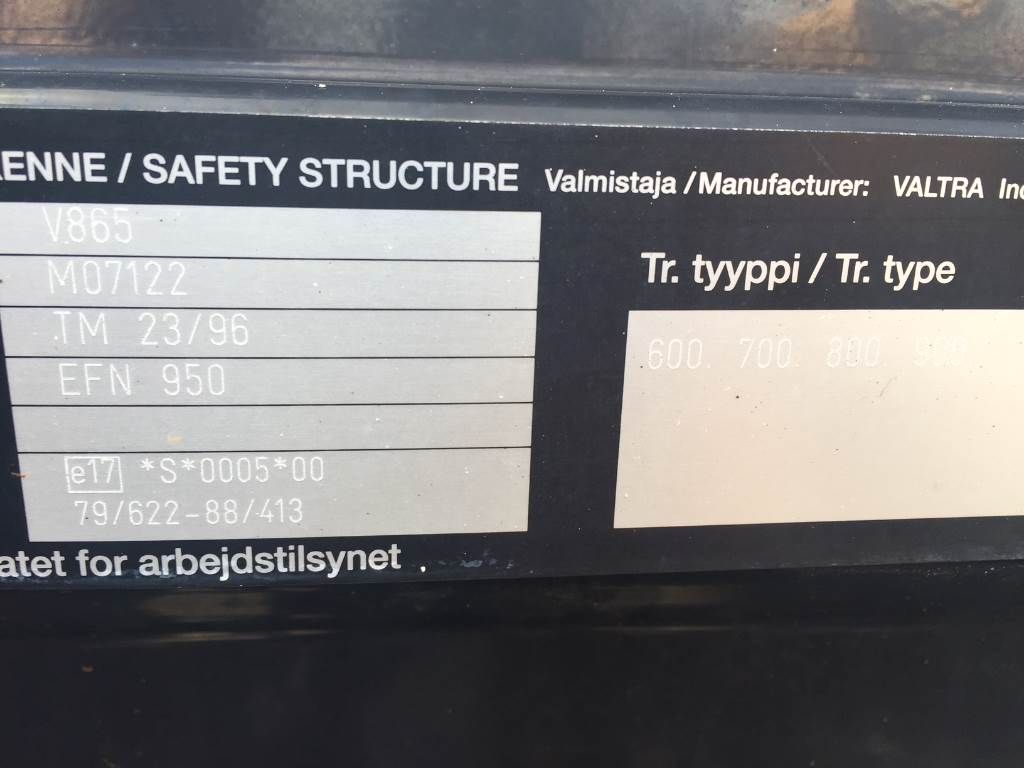 ENNE / SAFETY STRUCTURE
Valmistaja / Manufacturer: VALTRA Inc
V865
M07122
TM 23/96
EFN 950
e17 *S*0005*00
79/622-88/413
atet for arbejdstilsynet
Tr. tyyppi / Tr. type
600. 700. 800.